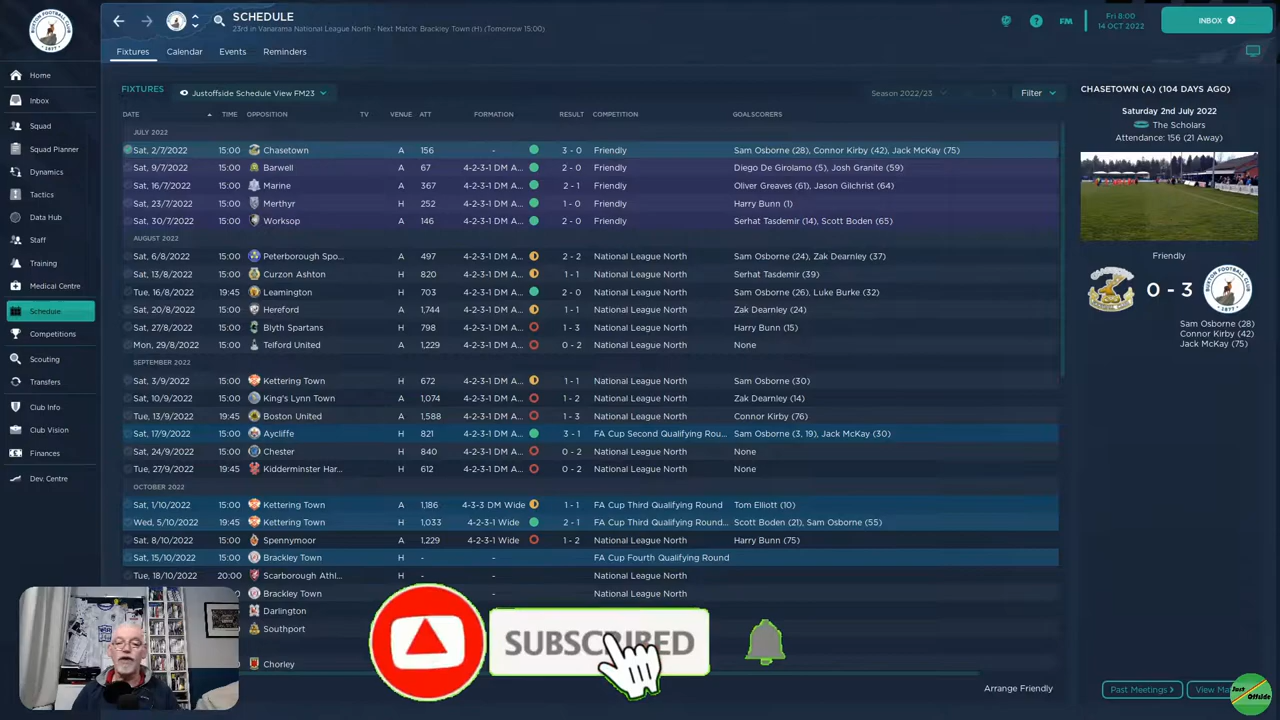 SCHEDULE
23rd in Vanarama National League North - Next Match: Brackley Town (H) (Tomorrow 15:00)
Fri 8:00
14 OCT 2022
INBOX
FM
Fixtures Calendar Events Reminders
Home
Inbox
Squad
Squad Planner
Dynamics
Tactics
Data Hub
Staff
Training
Medical Centre
Schedule
Competitions
Scouting
Transfers
Club Info
Club Vision
Finances
Dev. Centre
FIXTURES Justoffside Schedule View FM23 Season 2022/23 Filter
DATE TIME OPPOSITION TV VENUE ATT FORMATION RESULT COMPETITION GOALSCORERS
JULY 2022
Sat, 2/7/2022 15:00 Chasetown A 156 - 3 - 0 Friendly Sam Osborne (28), Connor Kirby (42), Jack McKay (75)
Sat, 9/7/2022 15:00 Barwell A 67 4-2-3-1 DM A... 2 - 0 Friendly Diego De Girolamo (5), Josh Granite (59)
Sat, 16/7/2022 15:00 Marine A 367 4-2-3-1 DM A... 2 - 1 Friendly Oliver Greaves (61), Jason Gilchrist (64)
Sat, 23/7/2022 15:00 Merthyr H 252 4-2-3-1 DM A... 1 - 0 Friendly Harry Bunn (1)
Sat, 30/7/2022 15:00 Worksop A 146 4-2-3-1 DM A... 2 - 0 Friendly Serhat Tasdemir (14), Scott Boden (65)
AUGUST 2022
Sat, 6/8/2022 15:00 Peterborough Spo... A 497 4-2-3-1 DM A... 2 - 2 National League North Sam Osborne (24), Zak Dearnley (37)
Sat, 13/8/2022 15:00 Curzon Ashton H 820 4-2-3-1 DM A... 1 - 1 National League North Serhat Tasdemir (39)
Tue, 16/8/2022 19:45 Leamington H 703 4-2-3-1 DM A... 2 - 0 National League North Sam Osborne (26), Luke Burke (32)
Sat, 20/8/2022 15:00 Hereford A 1,744 4-2-3-1 DM A... 1 - 1 National League North Zak Dearnley (24)
Sat, 27/8/2022 15:00 Blyth Spartans H 798 4-2-3-1 DM A... 1 - 3 National League North Harry Bunn (15)
Mon, 29/8/2022 15:00 Telford United A 1,229 4-2-3-1 DM A... 0 - 2 National League North None
SEPTEMBER 2022
Sat, 3/9/2022 15:00 Kettering Town H 672 4-2-3-1 DM A... 1 - 1 National League North Sam Osborne (30)
Sat, 10/9/2022 15:00 King's Lynn Town A 1,074 4-2-3-1 DM A... 1 - 2 National League North Zak Dearnley (14)
Tue, 13/9/2022 19:45 Boston United A 1,588 4-2-3-1 DM A... 1 - 3 National League North Connor Kirby (76)
Sat, 17/9/2022 15:00 Aycliffe H 821 4-2-3-1 DM A... 3 - 1 FA Cup Second Qualifying Rou... Sam Osborne (3, 19), Jack McKay (30)
Sat, 24/9/2022 15:00 Chester H 840 4-2-3-1 DM A... 0 - 2 National League North None
Tue, 27/9/2022 19:45 Kidderminster Har... H 612 4-2-3-1 DM A... 0 - 2 National League North None
OCTOBER 2022
Sat, 1/10/2022 15:00 Kettering Town A 1,186 4-3-3 DM Wide 1 - 1 FA Cup Third Qualifying Round Tom Elliott (10)
Wed, 5/10/2022 19:45 Kettering Town H 1,033 4-2-3-1 Wide 2 - 1 FA Cup Third Qualifying Round... Scott Boden (21), Sam Osborne (55)
Sat, 8/10/2022 15:00 Spennymoor A 1,229 4-2-3-1 Wide 1 - 2 National League North Harry Bunn (75)
Sat, 15/10/2022 15:00 Brackley Town H - - FA Cup Fourth Qualifying Round
Tue, 18/10/2022 20:00 Scarborough Athl... H - - National League North
Brackley Town H - - National League North
Darlington
Southport
Chorley
SUBSCRIBED
Arrange Friendly
CHASETOWN (A) (104 DAYS AGO)
Saturday 2nd July 2022
The Scholars
Attendance: 156 (21 Away)
Friendly
0 - 3
BUXTON FOOTBALL CLUB
1877
Sam Osborne (28)
Connor Kirby (42)
Jack McKay (75)
Past Meetings
View Ma
Just Offside